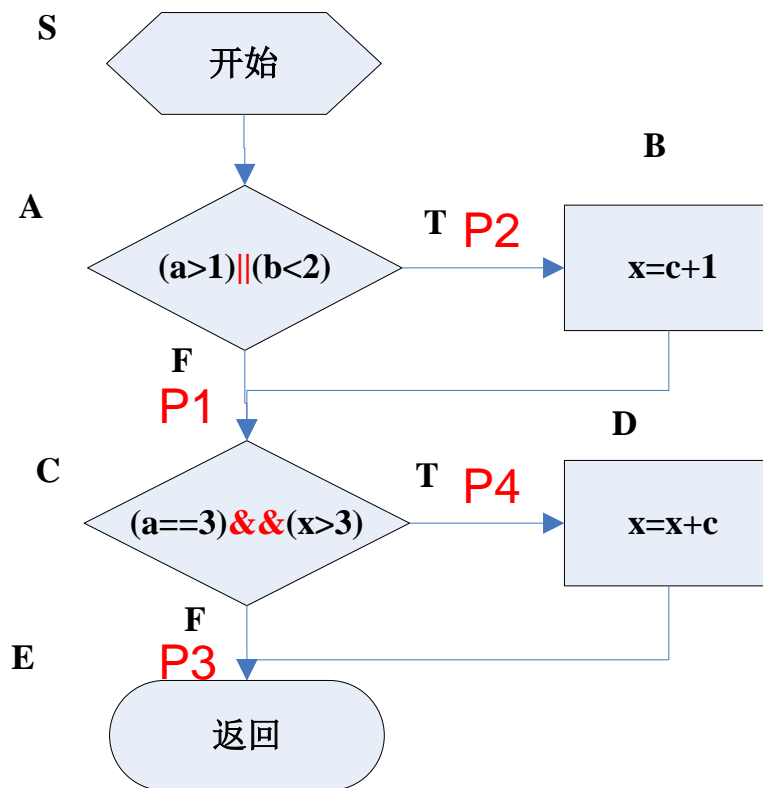 S
开始
B
A
(a>1)||(b<2)
T
P2
x=c+1
F
P1
D
C
(a==3)&&(x>3)
T
P4
x=x+c
F
P3
E
返回